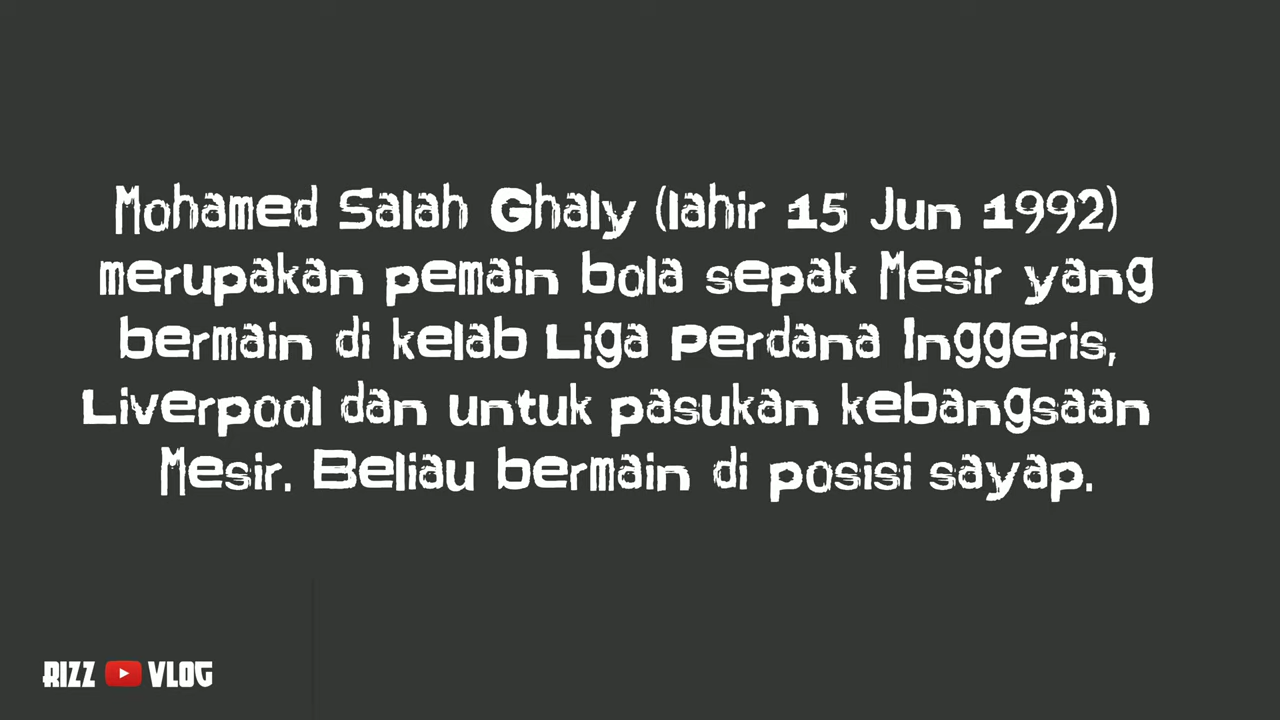 Mohamed Salah Ghaly (lahir 15 Jun 1992)
merupakan pemain bola sepak Mesir yang
bermain di kelab Liga Perdana Inggeris,
Liverpool dan untuk pasukan kebangsaan
Mesir. Beliau bermain di posisi sayap.
RIZZ VLOG